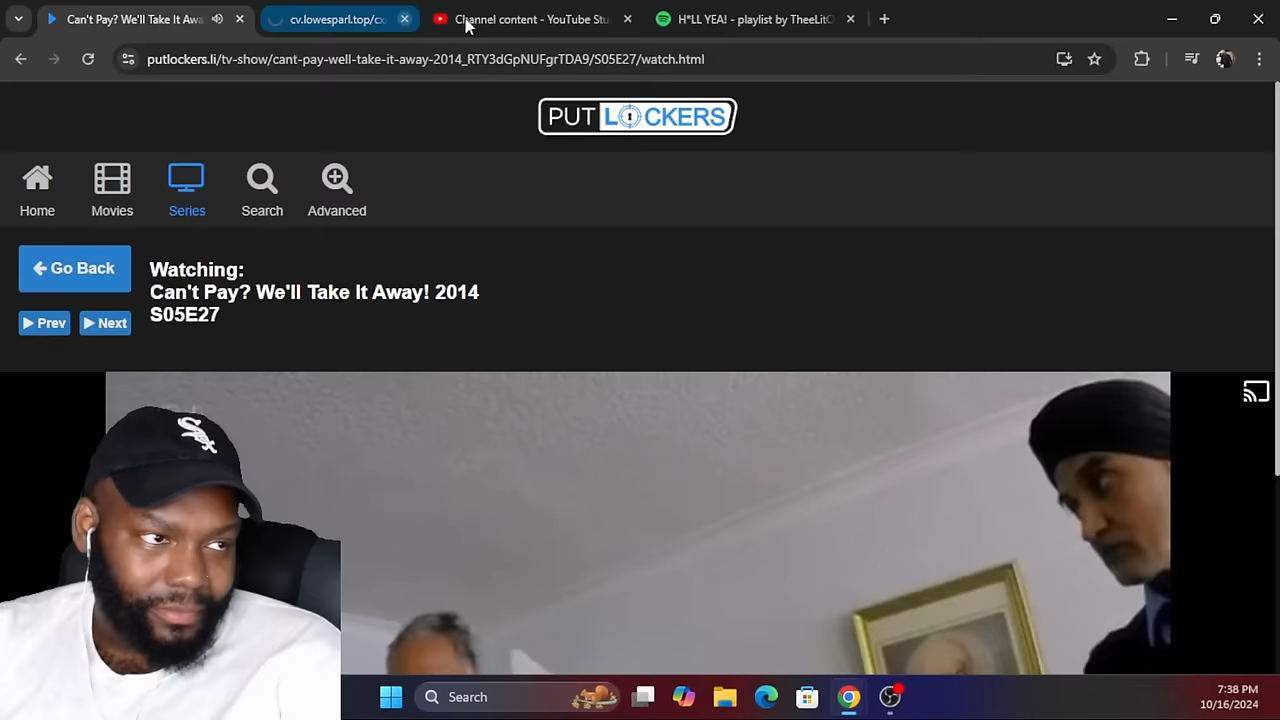 Can't Pay? We'll Take It Awa
cv.lowesparl.top/cx
Channel content - YouTube Stu
H*LL YEA! - playlist by TheeLitO
putlockers.li/tv-show/cant-pay-well-take-it-away-2014_RTY3dGpNUFgrTDA9/S05E27/watch.html
PUT LOCKERS
Home
Movies
Series
Search
Advanced
Go Back
Watching:
Can't Pay? We'll Take It Away! 2014
S05E27
Prev
Next
Sox
Search
7:38 PM
10/16/2024